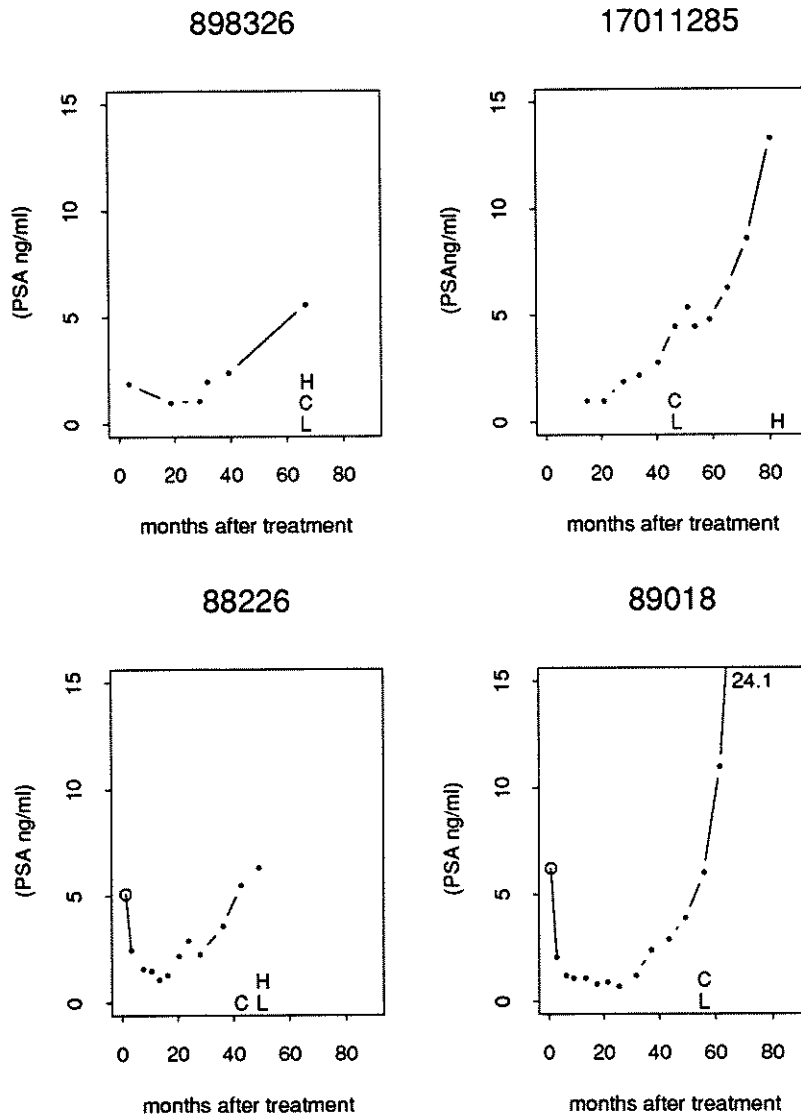 898326
(PSA ng/ml)
15
10
5
0
H
C
L
0 20 40 60 80
months after treatment
17011285
(PSAng/ml)
15
10
5
0
C
L
H
0 20 40 60 80
months after treatment
88226
(PSA ng/ml)
15
10
5
0
H
C L
0 20 40 60 80
months after treatment
89018
(PSA ng/ml)
15
10
5
0
24.1
C
L
0 20 40 60 80
months after treatment